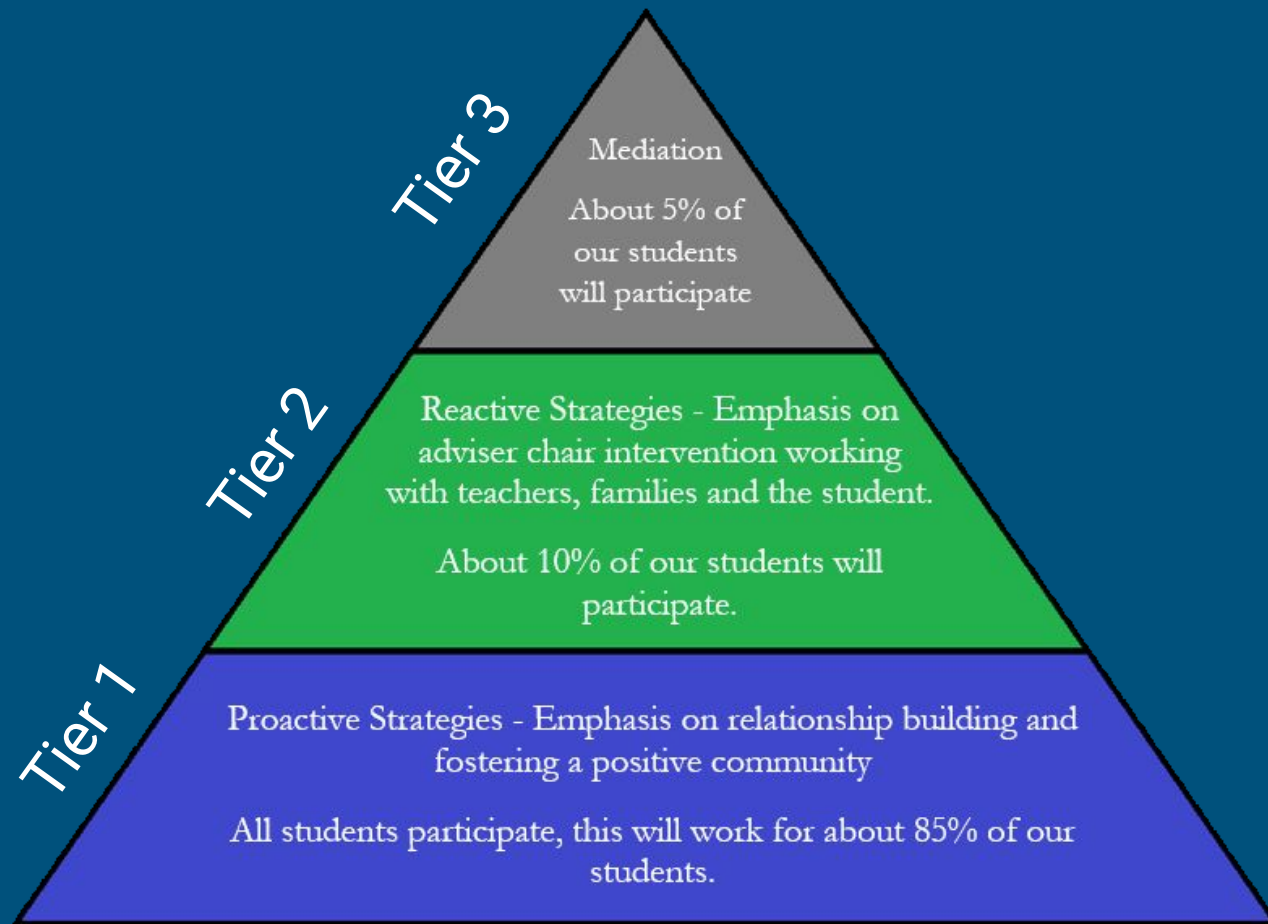 Tier 3
Mediation
About 5% of
our students
will participate
Tier 2
Reactive Strategies - Emphasis on
adviser chair intervention working
with teachers, families and the student.
About 10% of our students will
participate.
Tier 1
Proactive Strategies - Emphasis on relationship building and
fostering a positive community
All students participate, this will work for about 85% of our
students.